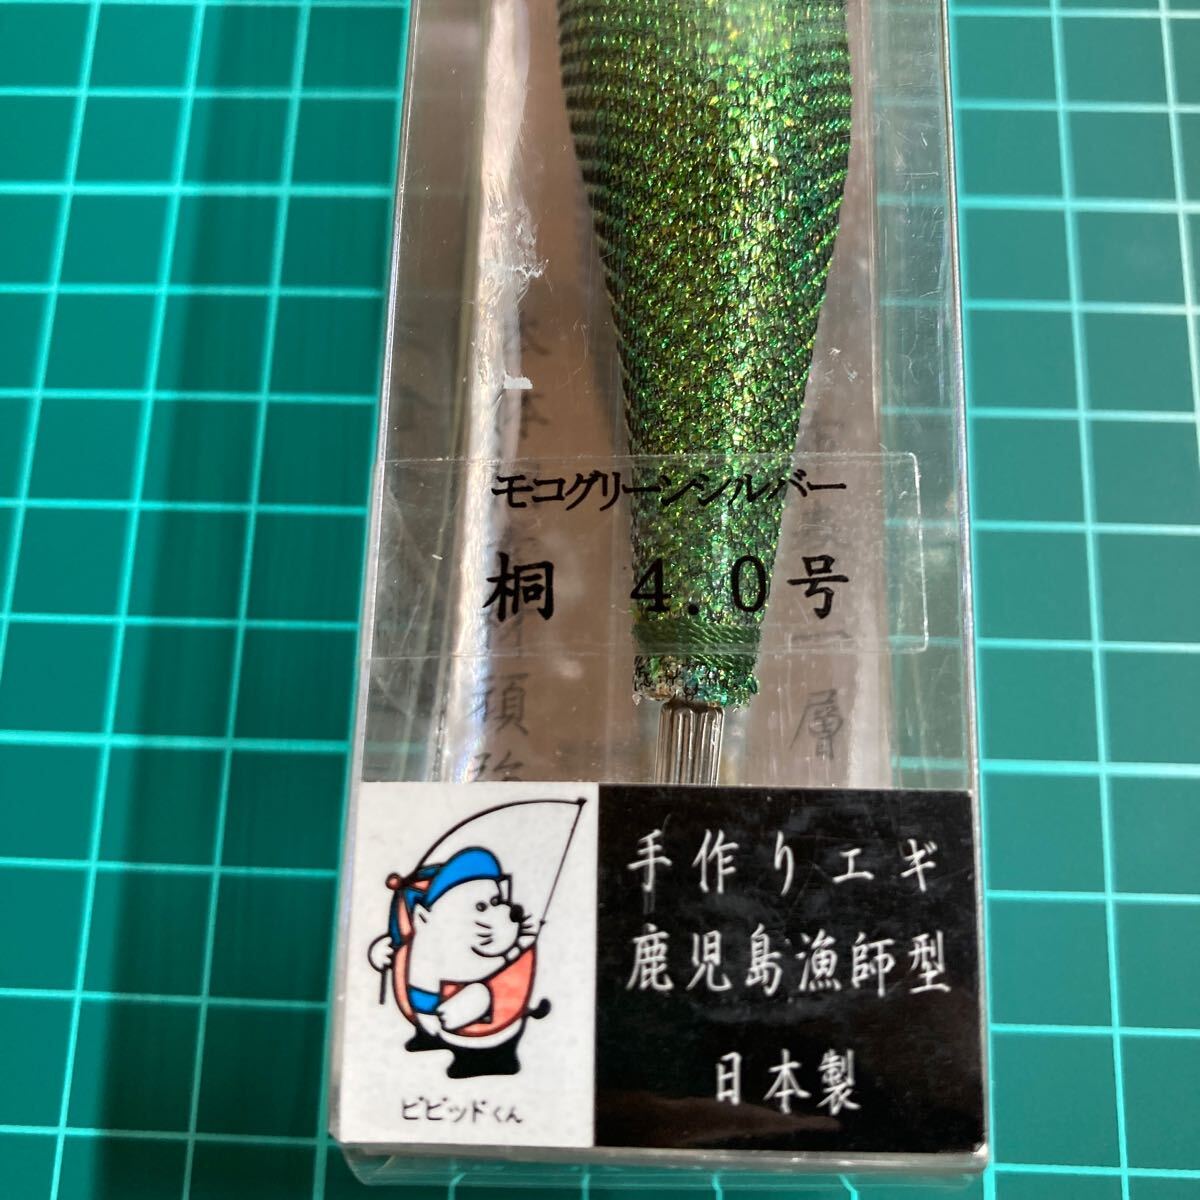 モコグリーンシルバー
桐 4.0号
手作りエギ
鹿児島漁師型
日本製
ビビッドくん